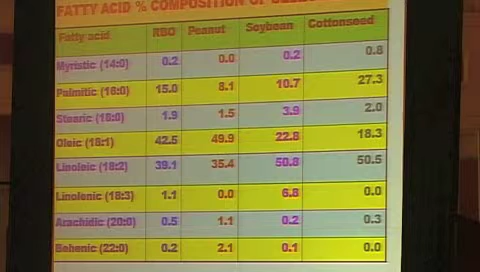 FATTY ACID % COMPOSITION OF
Fatty acid RBO Peanut Soybean Cottonseed
Myristic (14:0) 0.2 0.0 0.2 0.8
Palmitic (16:0) 15.0 8.1 10.7 27.3
Stearic (18:0) 1.9 1.5 3.9 2.0
Oleic (18:1) 42.5 49.9 22.8 18.3
Linoleic (18:2) 39.1 35.4 50.8 50.5
Linolenic (18:3) 1.1 0.0 6.8 0.0
Arachidic (20:0) 0.5 1.1 0.2 0.3
Behenic (22:0) 0.2 2.1 0.1 0.0